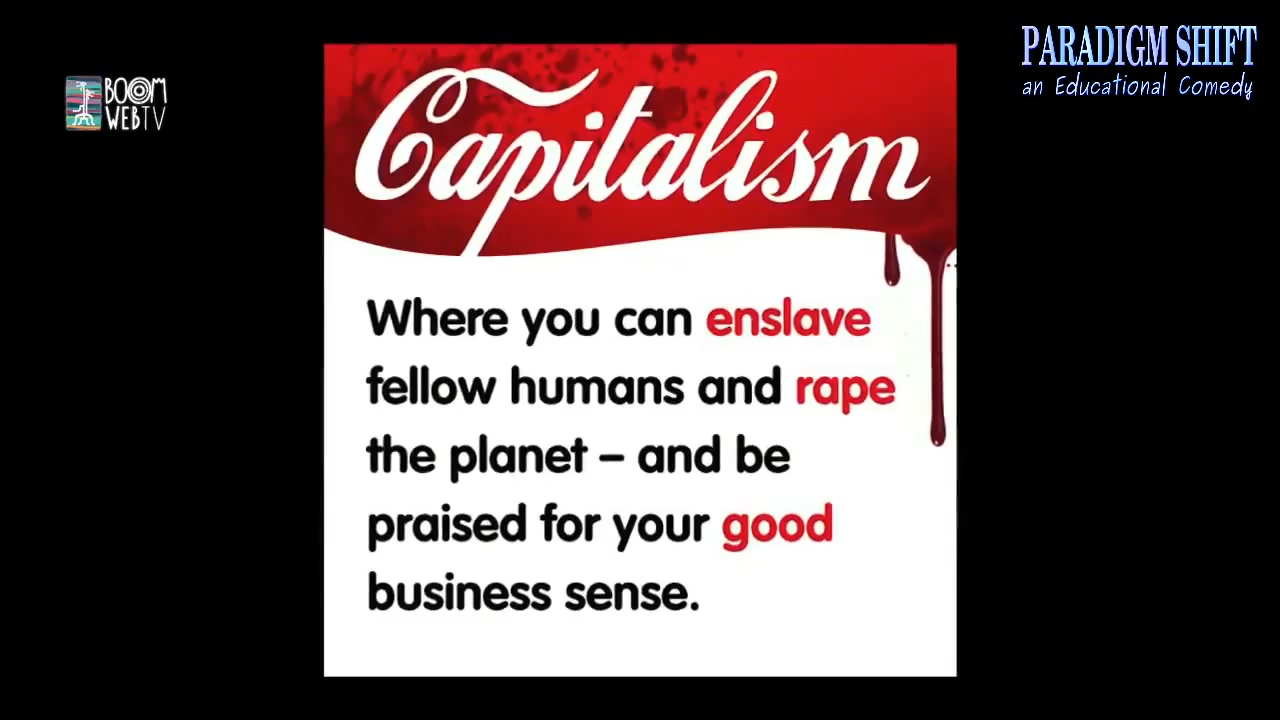 BOOM
WEBTV
PARADIGM SHIFT
an Educational Comedy
Capitalism
Where you can enslave
fellow humans and rape
the planet – and be
praised for your good
business sense.